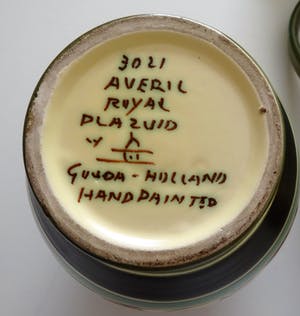 3021
AVERIL
ROYAL
PLAZUID
GOUDA - HOLLAND
HANDPAINTED